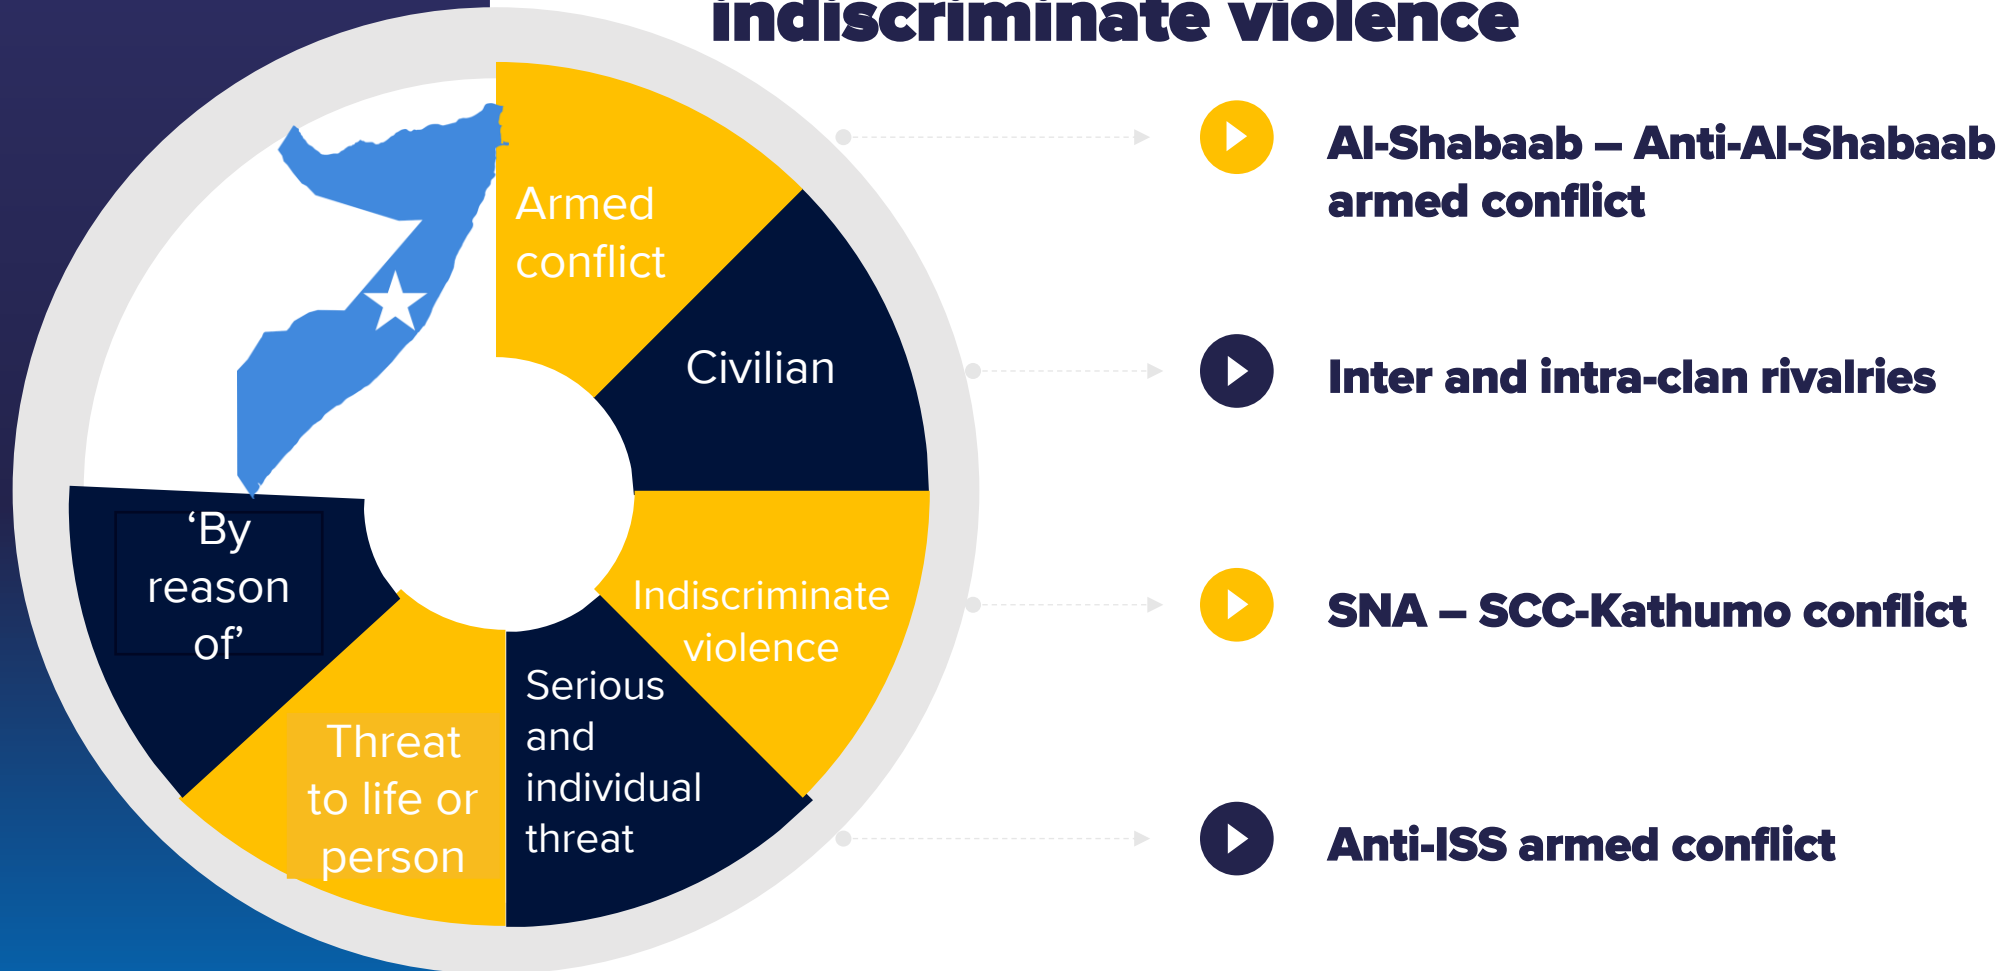 indiscriminate violence
Armed
conflict
Civilian
Indiscriminate
violence
Serious
and
individual
threat
Threat
to life or
person
‘By
reason
of’
Al-Shabaab – Anti-Al-Shabaab
armed conflict
Inter and intra-clan rivalries
SNA – SCC-Kathumo conflict
Anti-ISS armed conflict